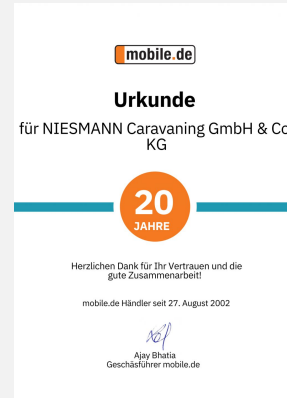 mobile.de
Urkunde
für NIESMANN Caravaning GmbH & Co
KG
20
JAHRE
Herzlichen Dank für Ihr Vertrauen und die
gute Zusammenarbeit!
mobile.de Händler seit 27. August 2002
Ajay Bhatia
Geschäsführer mobile.de